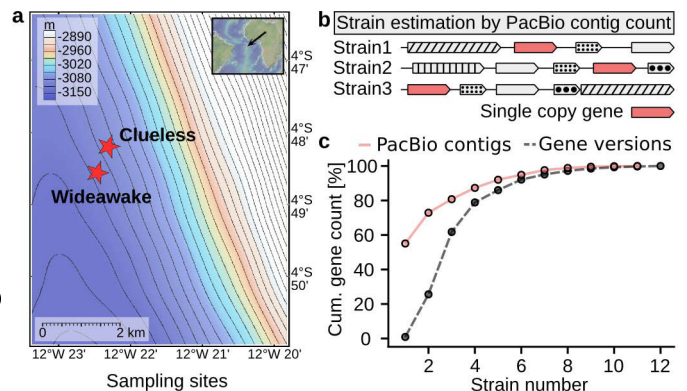 a
m
-2890
-2960
-3020
-3080
-3150
Clueless
Wideawake
0 2 km
4°S
47'
4°S
48'
4°S
49'
4°S
50'
12°W 23' 12°W 22' 12°W 21' 12°W 20'
Sampling sites
b
Strain estimation by PacBio contig count
Strain1
Strain2
Strain3
Single copy gene
c
PacBio contigs Gene versions
Cum. gene count [%]
100
80
60
40
20
0
2 4 6 8 10 12
Strain number